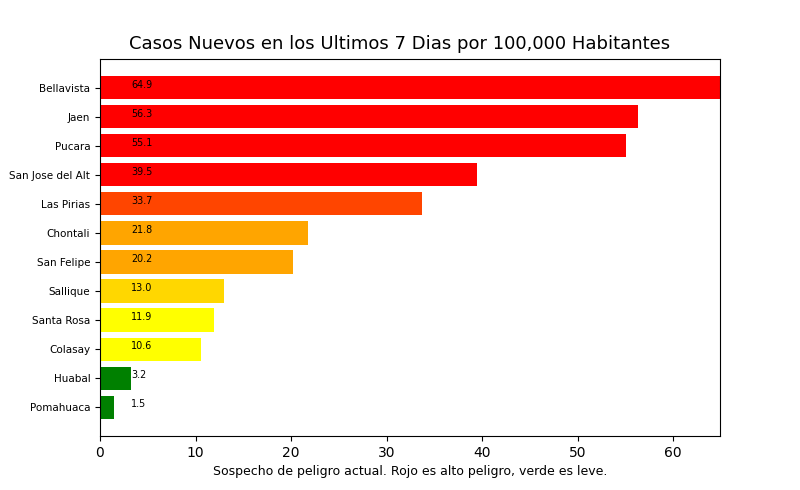 Casos Nuevos en los Ultimos 7 Dias por 100,000 Habitantes
Bellavista 64.9
Jaen 56.3
Pucara 55.1
San Jose del Alt 39.5
Las Pirias 33.7
Chontali 21.8
San Felipe 20.2
Sallique 13.0
Santa Rosa 11.9
Colasay 10.6
Huabal 3.2
Pomahuaca 1.5
0 10 20 30 40 50 60
Sospecho de peligro actual. Rojo es alto peligro, verde es leve.